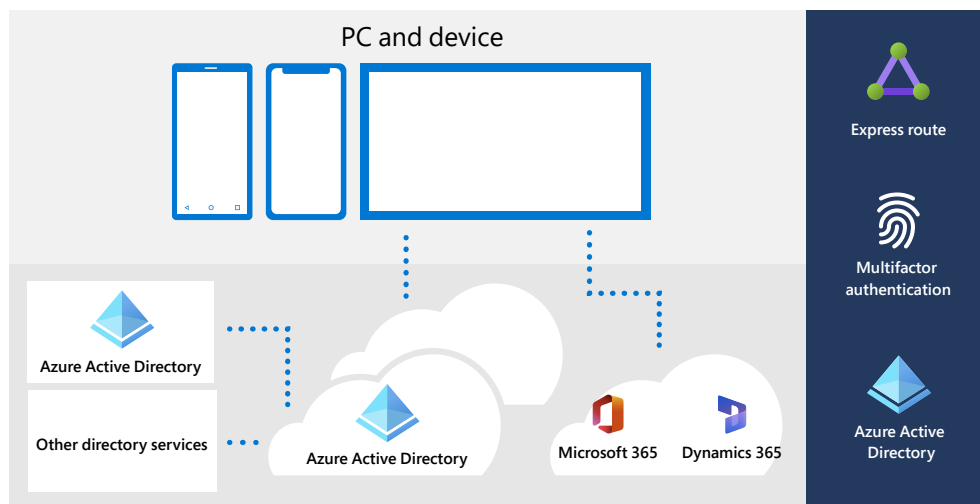 PC and device
Azure Active Directory
Other directory services
Azure Active Directory
Microsoft 365
Dynamics 365
Express route
Multifactor
authentication
Azure Active
Directory